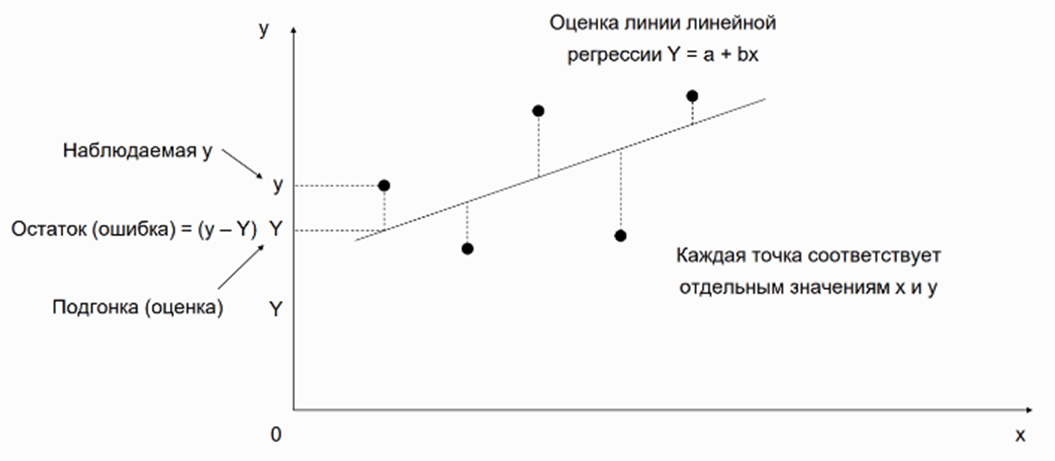 y
Оценка линии линейной
регрессии Y = a + bx
Наблюдаемая y
y
Остаток (ошибка) = (y – Y) Y
Каждая точка соответствует
отдельным значениям x и y
Подгонка (оценка)
Y
0
x